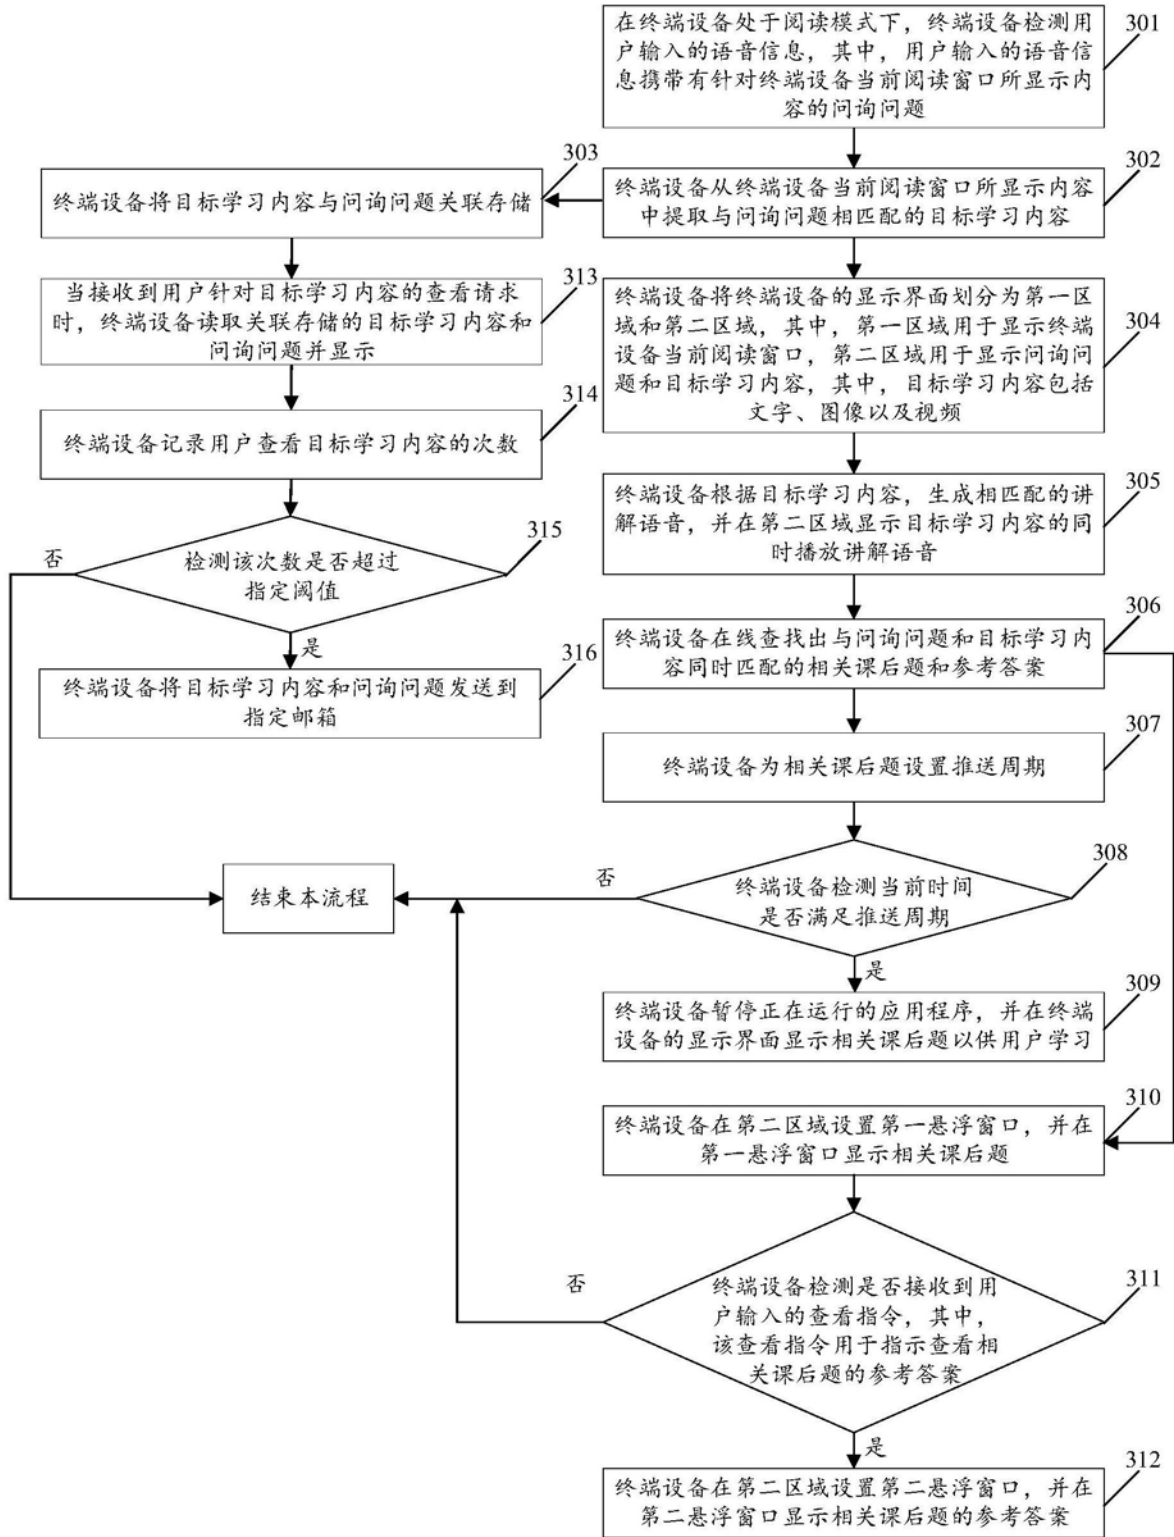 在终端设备处于阅读模式下，终端设备检测用
户输入的语音信息，其中，用户输入的语音信
息携带有针对终端设备当前阅读窗口所显示内
容的问询问题
301
终端设备从终端设备当前阅读窗口所显示内容
中提取与问询问题相匹配的目标学习内容
302
终端设备将目标学习内容与问询问题关联存储
303
当接收到用户针对目标学习内容的查看请求
时，终端设备读取关联存储的目标学习内容和
问询问题并显示
313
终端设备记录用户查看目标学习内容的次数
314
检测该次数是否超过
指定阈值
315
否
是
终端设备将目标学习内容和问询问题发送到
指定邮箱
316
终端设备将终端设备的显示界面划分为第一区
域和第二区域，其中，第一区域用于显示终端
设备当前阅读窗口，第二区域用于显示问询问
题和目标学习内容，其中，目标学习内容包括
文字、图像以及视频
304
终端设备根据目标学习内容，生成相匹配的讲
解语音，并在第二区域显示目标学习内容的同
时播放讲解语音
305
终端设备在线查找出与问询问题和目标学习内
容同时匹配的相关课后题和参考答案
306
终端设备为相关课后题设置推送周期
307
终端设备检测当前时间
是否满足推送周期
308
否
结束本流程
是
终端设备暂停正在运行的应用程序，并在终端
设备的显示界面显示相关课后题以供用户学习
309
终端设备在第二区域设置第一悬浮窗口，并在
第一悬浮窗口显示相关课后题
310
终端设备检测是否接收到用
户输入的查看指令，其中，
该查看指令用于指示查看相
关课后题的参考答案
311
否
是
终端设备在第二区域设置第二悬浮窗口，并在
第二悬浮窗口显示相关课后题的参考答案
312